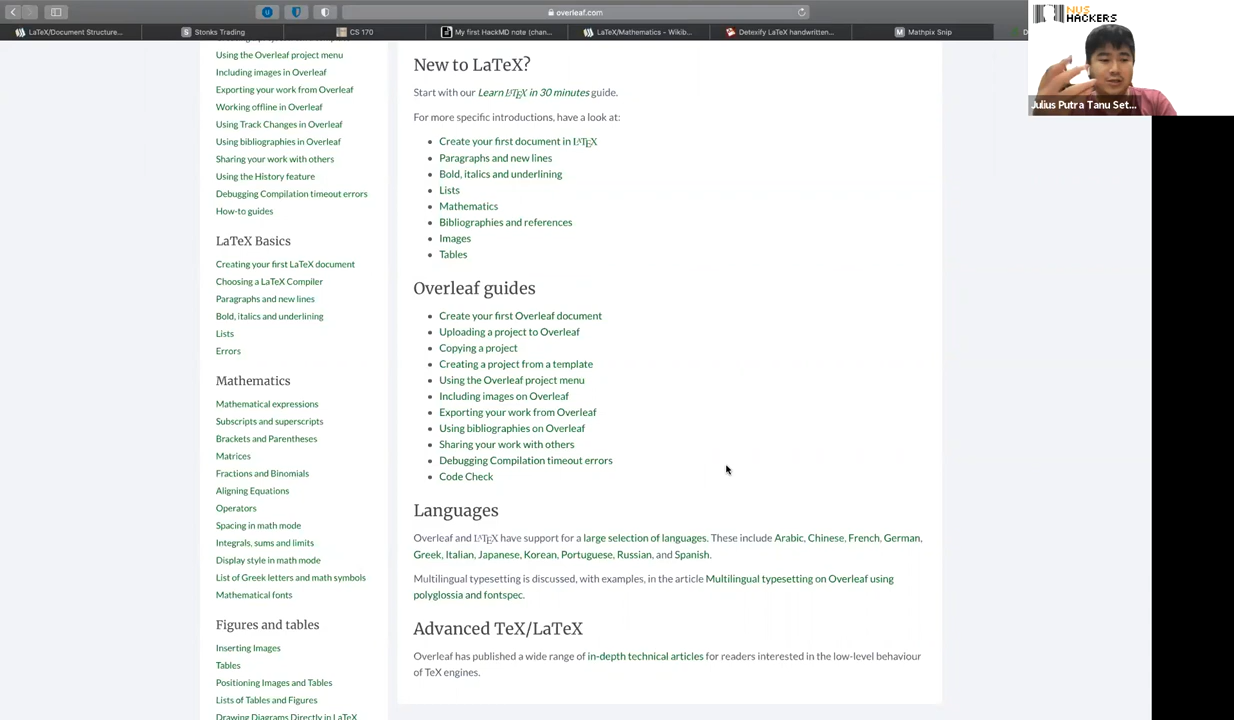 overleaf.com
LaTeX/Document Structure...
Stonks Trading
CS 170
My first HackMD note (chan...
LaTeX/Mathematics - Wikib...
Detexify LaTeX handwritten...
Mathpix Snip
NUS
HACKERS
Julius Putra Tanu Set...
Using the Overleaf project menu
Including images in Overleaf
Exporting your work from Overleaf
Working offline in Overleaf
Using Track Changes in Overleaf
Using bibliographies in Overleaf
Sharing your work with others
Using the History feature
Debugging Compilation timeout errors
How-to guides
LaTeX Basics
Creating your first LaTeX document
Choosing a LaTeX Compiler
Paragraphs and new lines
Bold, italics and underlining
Lists
Errors
Mathematics
Mathematical expressions
Subscripts and superscripts
Brackets and Parentheses
Matrices
Fractions and Binomials
Aligning Equations
Operators
Spacing in math mode
Integrals, sums and limits
Display style in math mode
List of Greek letters and math symbols
Mathematical fonts
Figures and tables
Inserting Images
Tables
Positioning Images and Tables
Lists of Tables and Figures
Drawing Diagrams Directly in LaTeX
New to LaTeX?
Start with our Learn LaTeX in 30 minutes guide.
For more specific introductions, have a look at:
Create your first document in LaTeX
Paragraphs and new lines
Bold, italics and underlining
Lists
Mathematics
Bibliographies and references
Images
Tables
Overleaf guides
Create your first Overleaf document
Uploading a project to Overleaf
Copying a project
Creating a project from a template
Using the Overleaf project menu
Including images on Overleaf
Exporting your work from Overleaf
Using bibliographies on Overleaf
Sharing your work with others
Debugging Compilation timeout errors
Code Check
Languages
Overleaf and LaTeX have support for a large selection of languages. These include Arabic, Chinese, French, German,
Greek, Italian, Japanese, Korean, Portuguese, Russian, and Spanish.
Multilingual typesetting is discussed, with examples, in the article Multilingual typesetting on Overleaf using
polyglossia and fontspec.
Advanced TeX/LaTeX
Overleaf has published a wide range of in-depth technical articles for readers interested in the low-level behaviour
of TeX engines.